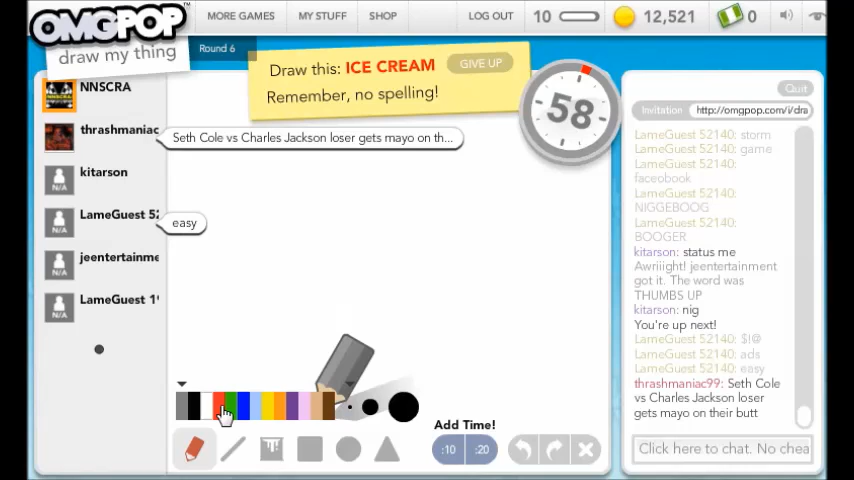 OMGPOP™
MORE GAMES
MY STUFF
SHOP
LOG OUT
10
12,521
0
draw my thing
Round 6
Draw this: ICE CREAM
GIVE UP
Remember, no spelling!
58
NNSCRA
thrashmaniac
Seth Cole vs Charles Jackson loser gets mayo on th...
N/A
kitarson
N/A
LameGuest 52
easy
N/A
jeentertainme
N/A
LameGuest 1
Add Time!
:10
:20
Quit
Invitation
http://omgpop.com/i/dra
LameGuest 52140: storm
LameGuest 52140: game
LameGuest 52140:
faceobook
LameGuest 52140:
NIGGEBOOG
LameGuest 52140:
BOOGER
kitarson: status me
Awriiight! jeentertainment
got it. The word was
THUMBS UP
kitarson: nig
You're up next!
LameGuest 52140: $!@
LameGuest 52140: ads
LameGuest 52140: easy
thrashmaniac99: Seth Cole
vs Charles Jackson loser
gets mayo on their butt
Click here to chat. No chea